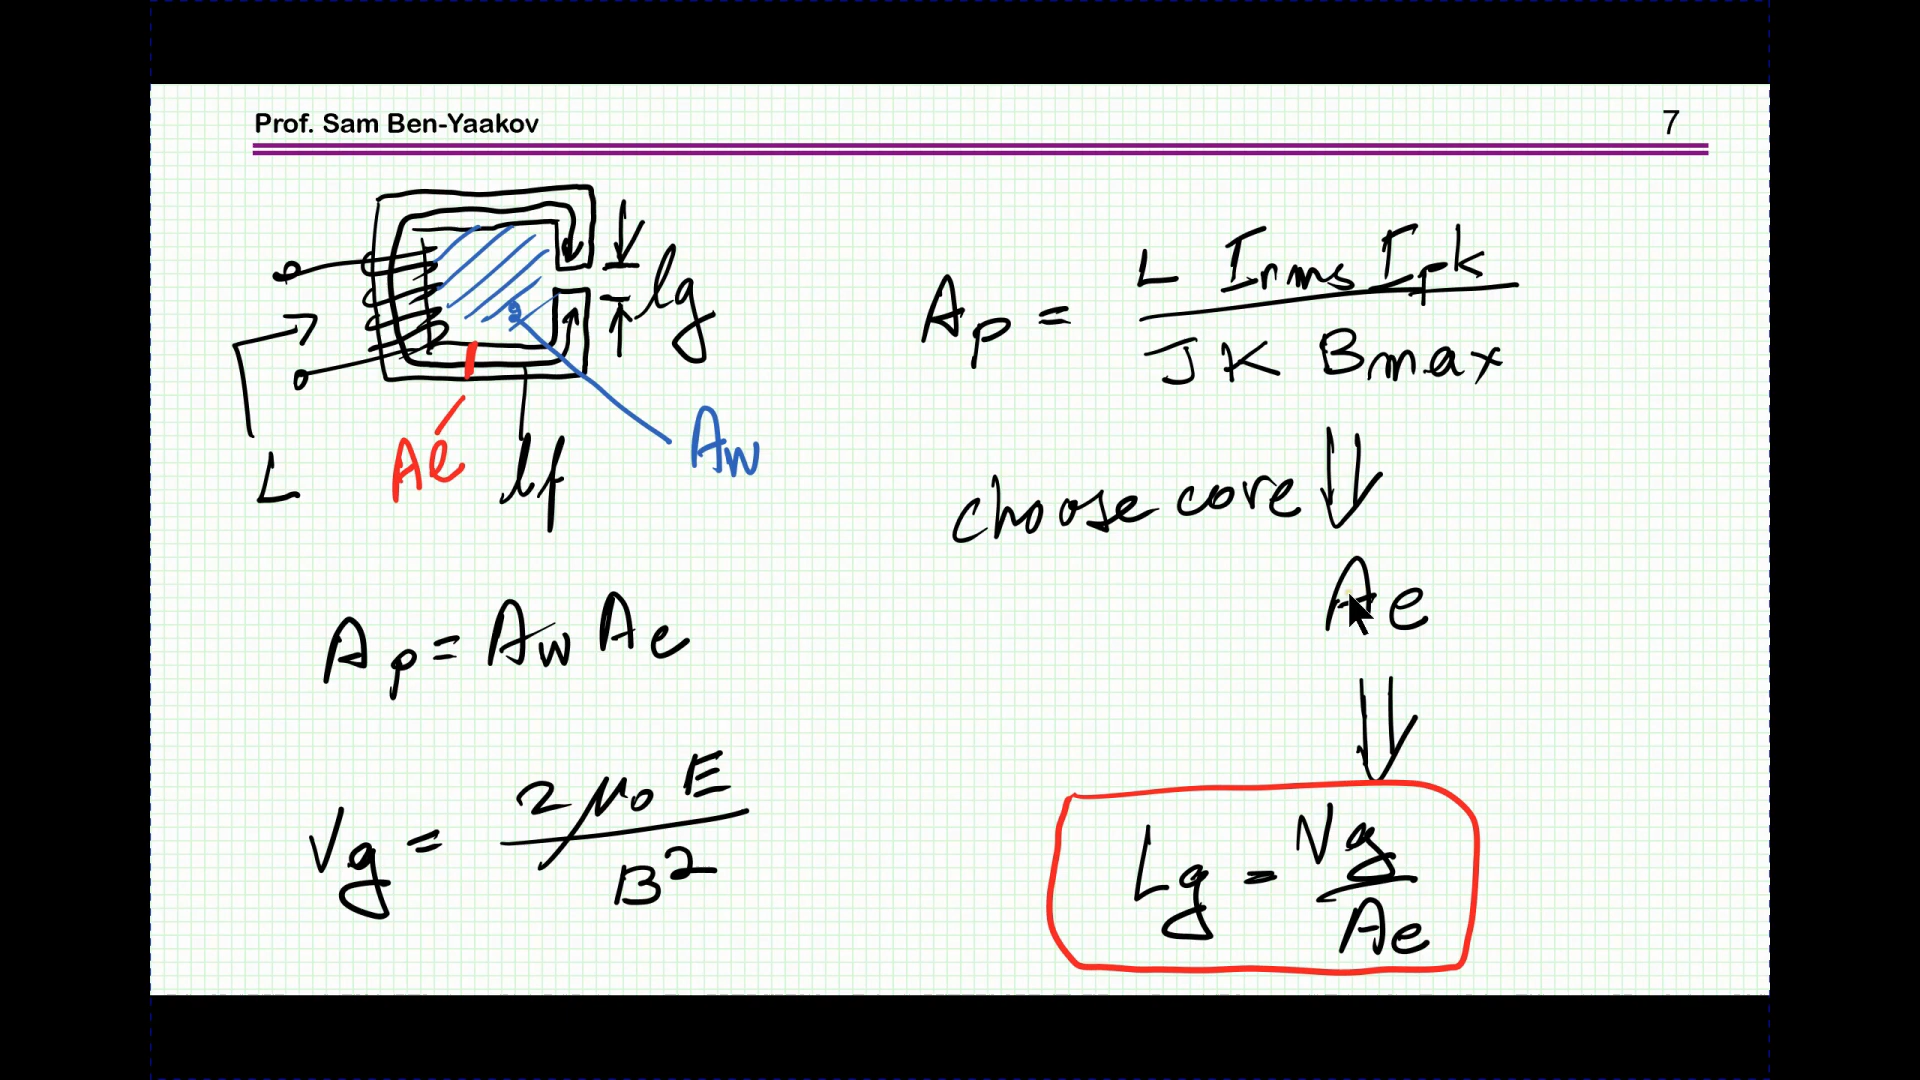 Prof. Sam Ben-Yaakov
7
lg
L
Ae
lf
Aw
Ap = Aw Ae
Vg = 2μ₀ E / B²
Ap = L Irms Ipk / J K Bmax
choose core
Ae
Lg = Vg / Ae